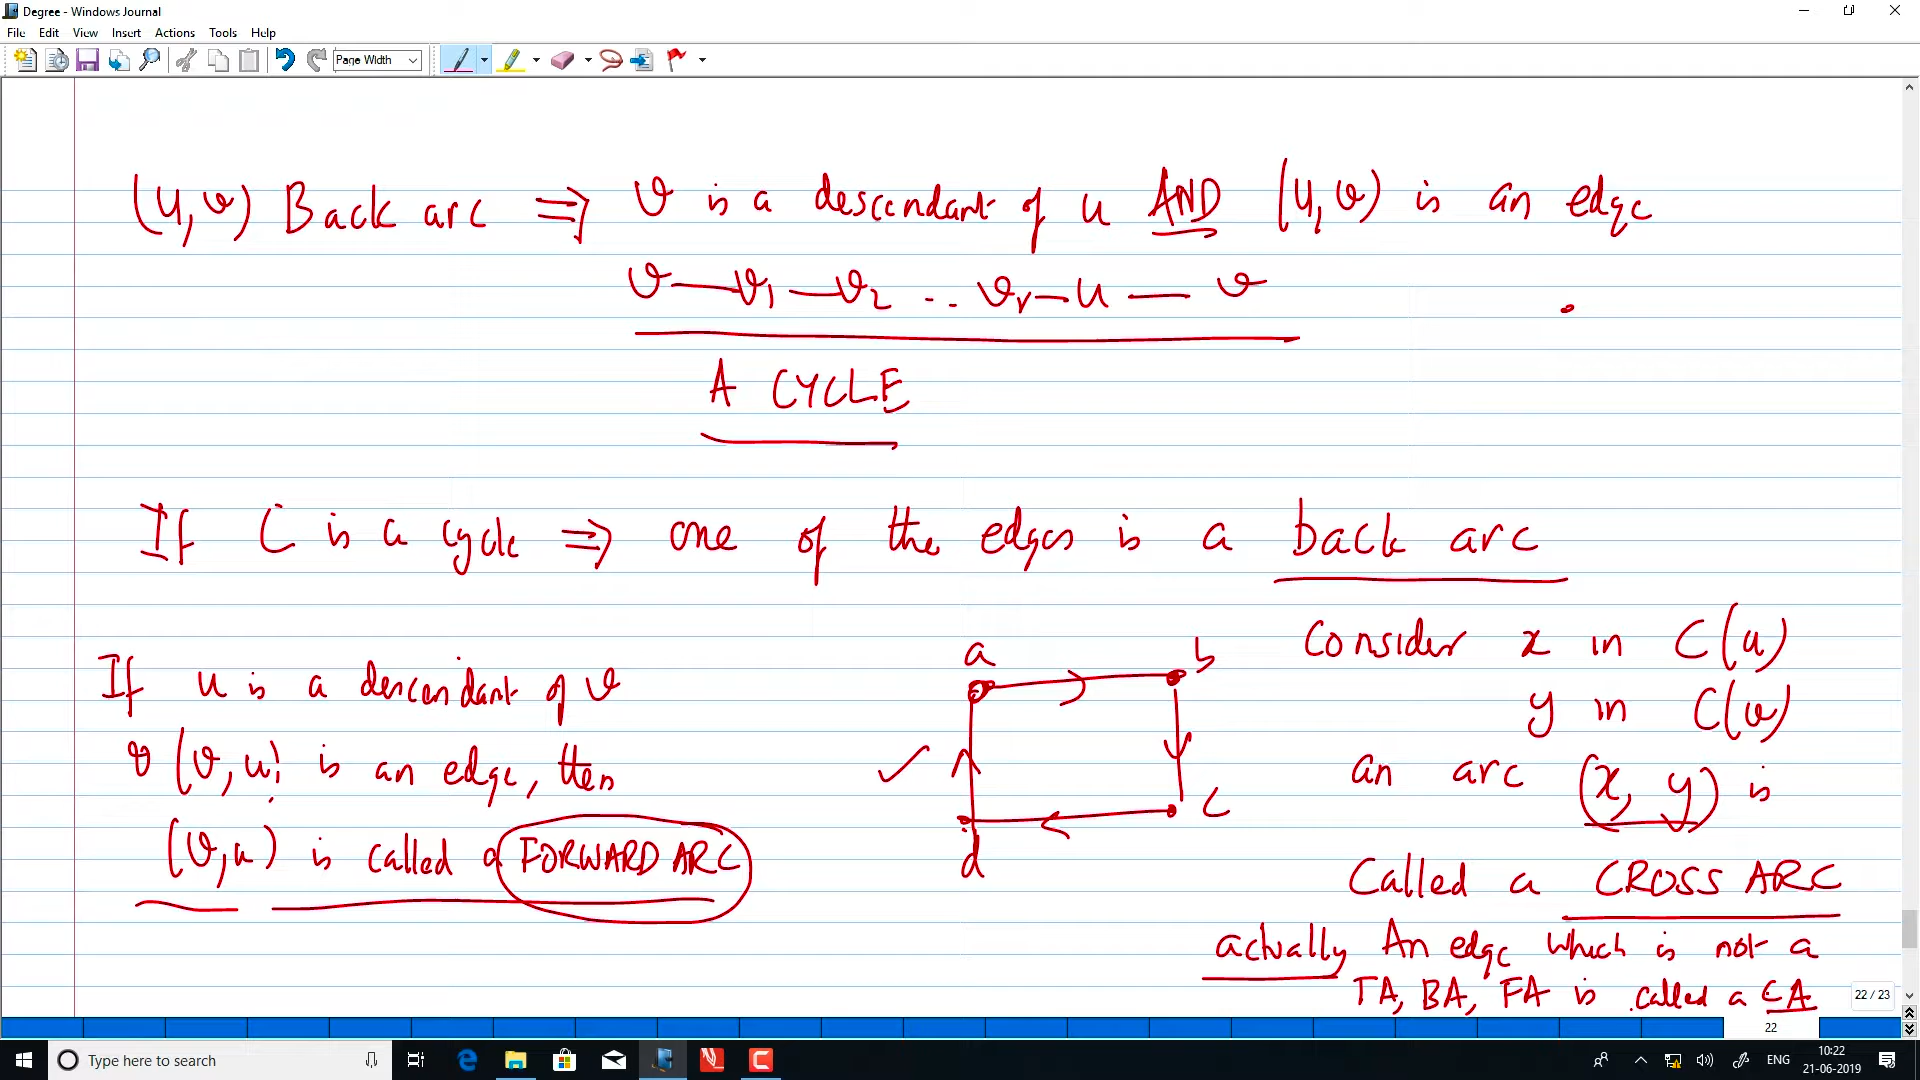 Degree - Windows Journal
File Edit View Insert Actions Tools Help
Page Width
(u, v) Back arc ⇒ v is a descendant of u AND (u, v) is an edge
v — v1 — v2 .. vr — u — v
A CYCLE
If C is a cycle ⇒ one of the edges is a back arc
If u is a descendant of v
(v, u) is an edge, then
(v, u) is called a FORWARD ARC
a b
✓ c
d
Consider x in C(u)
y in C(v)
an arc (x, y) is
Called a CROSS ARC
actually An edge which is not a
TA, BA, FA is called a CA
22 / 23
22
Type here to search
ENG
10:22
21-06-2019